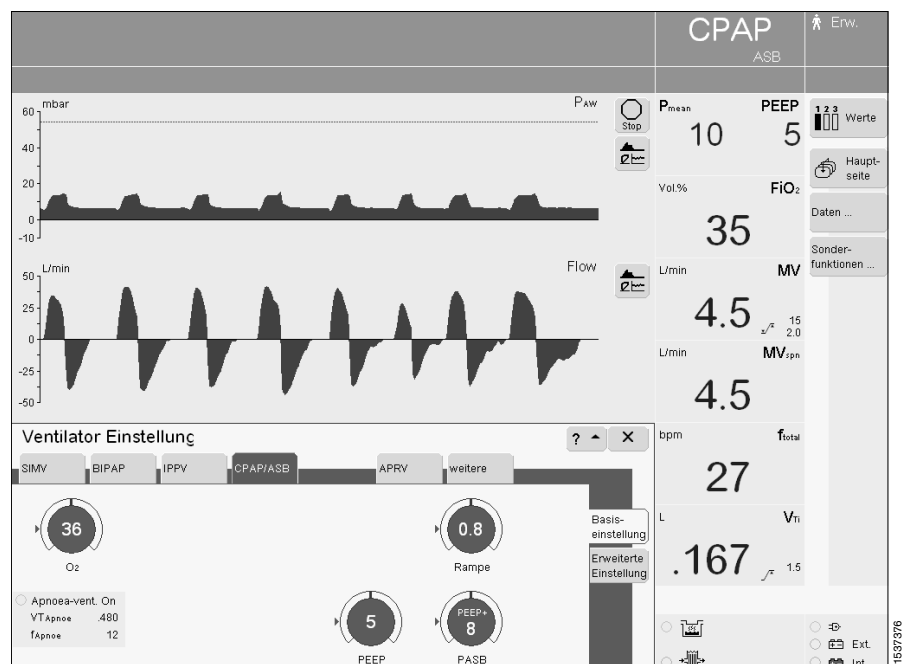 CPAP
ASB
Erw.
mbar
PAW
60
40
20
0
-10
Stop
Pmean
PEEP
10
5
1 2 3
Werte
Haupt-
seite
Vol.%
FiO2
35
Daten ...
Sonder-
funktionen ...
L/min
Flow
50
25
0
-25
-50
L/min
MV
4.5
15
2.0
L/min
MVspn
4.5
Ventilator Einstellung
? X
SIMV BIPAP IPPV CPAP/ASB APRV weitere
bpm
ftotal
27
36
O2
0.8
Rampe
Basis-
einstellung
Erweiterte
Einstellung
L
VTi
.167
1.5
Apnoea-vent. On
VTApnoe .480
fApnoe 12
5
PEEP
PEEP+
8
PASB
Ext.
Int.
1537376